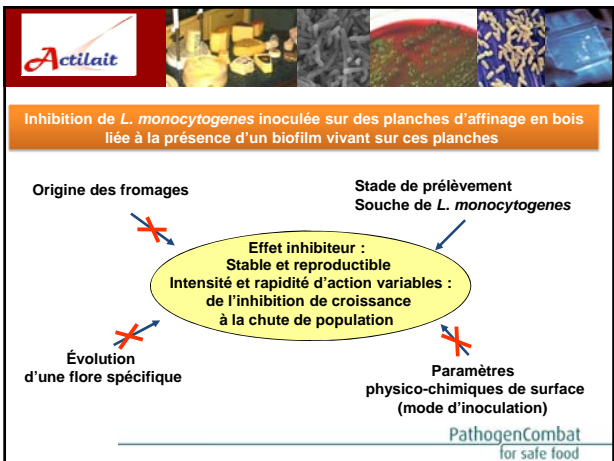 Actilait
Inhibition de L. monocytogenes inoculée sur des planches d'affinage en bois
liée à la présence d'un biofilm vivant sur ces planches
Origine des fromages
Stade de prélèvement
Souche de L. monocytogenes
Effet inhibiteur :
Stable et reproductible
Intensité et rapidité d'action variables :
de l'inhibition de croissance
à la chute de population
Évolution
d'une flore spécifique
Paramètres
physico-chimiques de surface
(mode d'inoculation)
PathogenCombat
for safe food